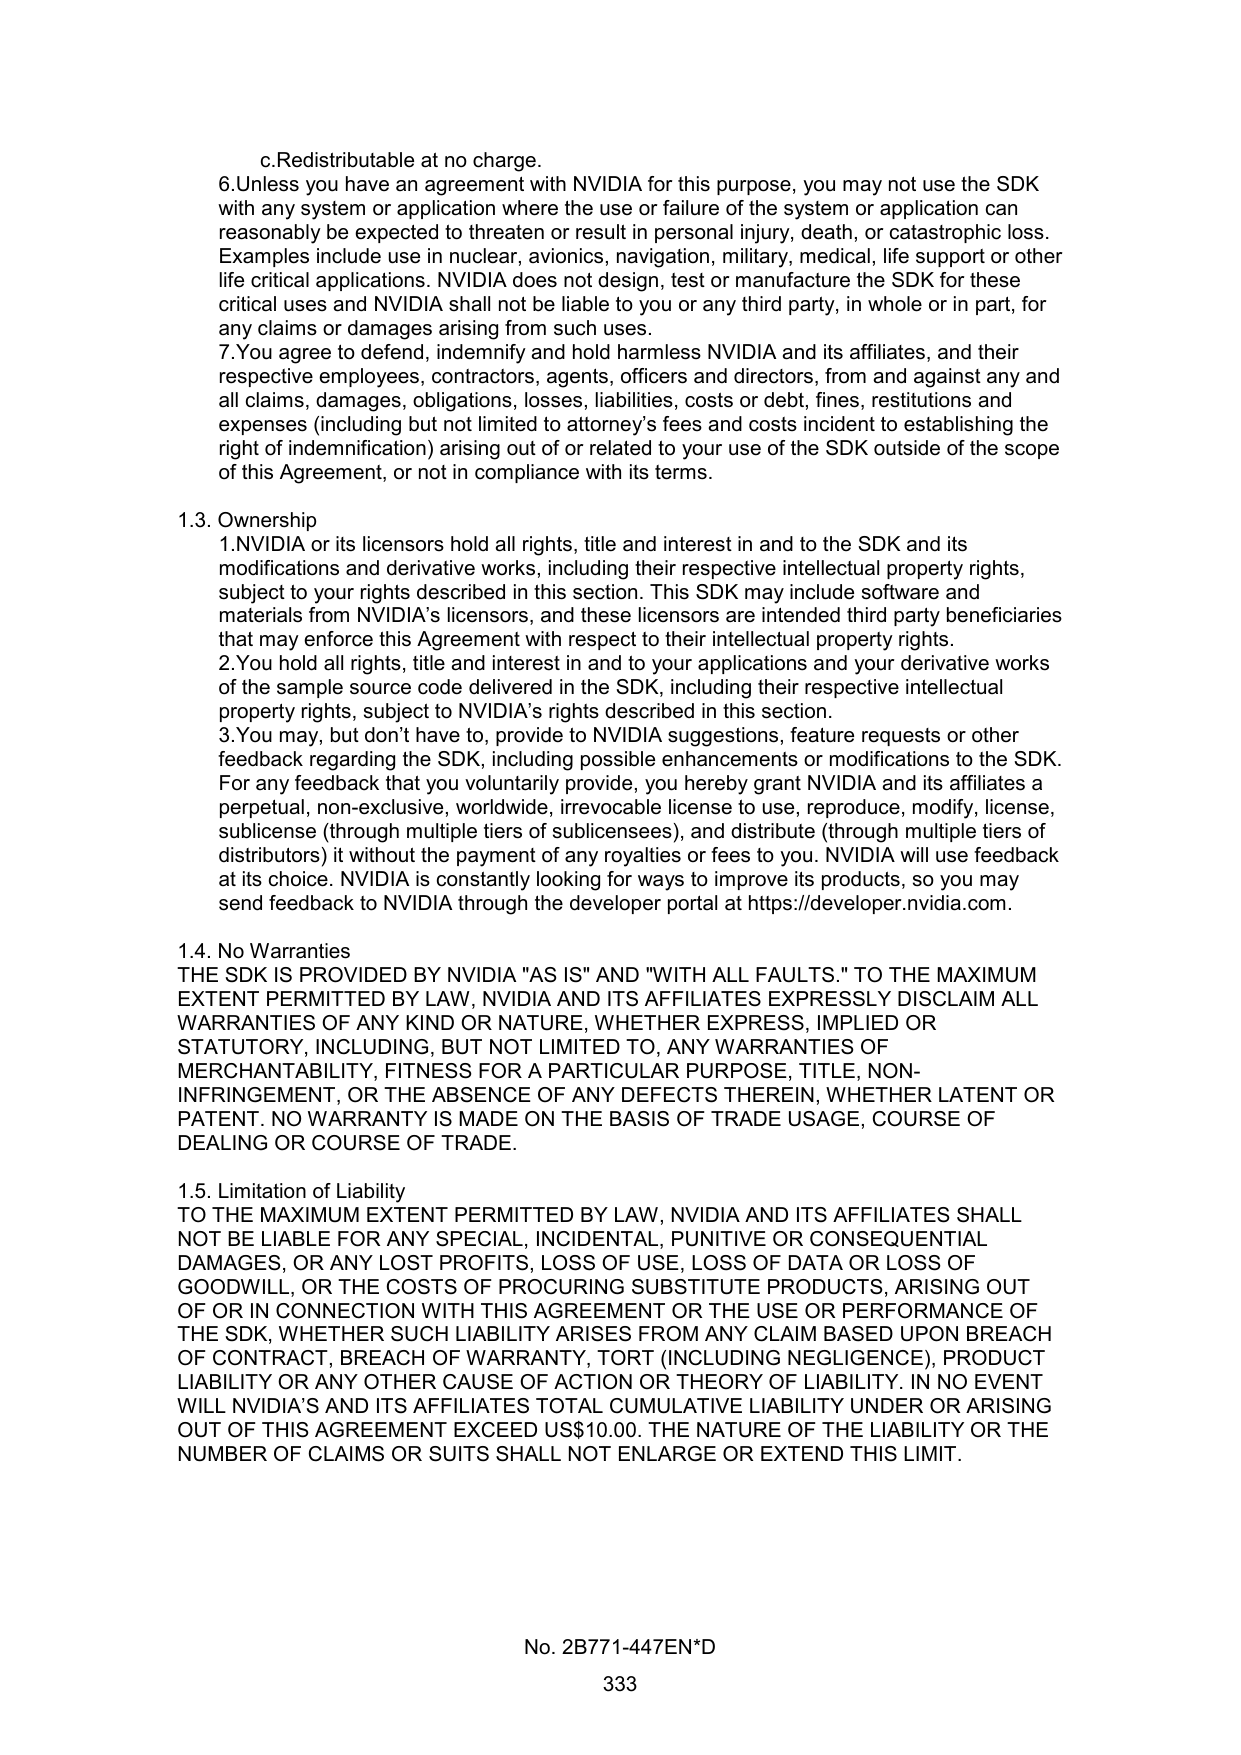 c.Redistributable at no charge.
6.Unless you have an agreement with NVIDIA for this purpose, you may not use the SDK
with any system or application where the use or failure of the system or application can
reasonably be expected to threaten or result in personal injury, death, or catastrophic loss.
Examples include use in nuclear, avionics, navigation, military, medical, life support or other
life critical applications. NVIDIA does not design, test or manufacture the SDK for these
critical uses and NVIDIA shall not be liable to you or any third party, in whole or in part, for
any claims or damages arising from such uses.
7.You agree to defend, indemnify and hold harmless NVIDIA and its affiliates, and their
respective employees, contractors, agents, officers and directors, from and against any and
all claims, damages, obligations, losses, liabilities, costs or debt, fines, restitutions and
expenses (including but not limited to attorney’s fees and costs incident to establishing the
right of indemnification) arising out of or related to your use of the SDK outside of the scope
of this Agreement, or not in compliance with its terms.
1.3. Ownership
1.NVIDIA or its licensors hold all rights, title and interest in and to the SDK and its
modifications and derivative works, including their respective intellectual property rights,
subject to your rights described in this section. This SDK may include software and
materials from NVIDIA’s licensors, and these licensors are intended third party beneficiaries
that may enforce this Agreement with respect to their intellectual property rights.
2.You hold all rights, title and interest in and to your applications and your derivative works
of the sample source code delivered in the SDK, including their respective intellectual
property rights, subject to NVIDIA’s rights described in this section.
3.You may, but don’t have to, provide to NVIDIA suggestions, feature requests or other
feedback regarding the SDK, including possible enhancements or modifications to the SDK.
For any feedback that you voluntarily provide, you hereby grant NVIDIA and its affiliates a
perpetual, non-exclusive, worldwide, irrevocable license to use, reproduce, modify, license,
sublicense (through multiple tiers of sublicensees), and distribute (through multiple tiers of
distributors) it without the payment of any royalties or fees to you. NVIDIA will use feedback
at its choice. NVIDIA is constantly looking for ways to improve its products, so you may
send feedback to NVIDIA through the developer portal at https://developer.nvidia.com.
1.4. No Warranties
THE SDK IS PROVIDED BY NVIDIA "AS IS" AND "WITH ALL FAULTS." TO THE MAXIMUM
EXTENT PERMITTED BY LAW, NVIDIA AND ITS AFFILIATES EXPRESSLY DISCLAIM ALL
WARRANTIES OF ANY KIND OR NATURE, WHETHER EXPRESS, IMPLIED OR
STATUTORY, INCLUDING, BUT NOT LIMITED TO, ANY WARRANTIES OF
MERCHANTABILITY, FITNESS FOR A PARTICULAR PURPOSE, TITLE, NON-
INFRINGEMENT, OR THE ABSENCE OF ANY DEFECTS THEREIN, WHETHER LATENT OR
PATENT. NO WARRANTY IS MADE ON THE BASIS OF TRADE USAGE, COURSE OF
DEALING OR COURSE OF TRADE.
1.5. Limitation of Liability
TO THE MAXIMUM EXTENT PERMITTED BY LAW, NVIDIA AND ITS AFFILIATES SHALL
NOT BE LIABLE FOR ANY SPECIAL, INCIDENTAL, PUNITIVE OR CONSEQUENTIAL
DAMAGES, OR ANY LOST PROFITS, LOSS OF USE, LOSS OF DATA OR LOSS OF
GOODWILL, OR THE COSTS OF PROCURING SUBSTITUTE PRODUCTS, ARISING OUT
OF OR IN CONNECTION WITH THIS AGREEMENT OR THE USE OR PERFORMANCE OF
THE SDK, WHETHER SUCH LIABILITY ARISES FROM ANY CLAIM BASED UPON BREACH
OF CONTRACT, BREACH OF WARRANTY, TORT (INCLUDING NEGLIGENCE), PRODUCT
LIABILITY OR ANY OTHER CAUSE OF ACTION OR THEORY OF LIABILITY. IN NO EVENT
WILL NVIDIA’S AND ITS AFFILIATES TOTAL CUMULATIVE LIABILITY UNDER OR ARISING
OUT OF THIS AGREEMENT EXCEED US$10.00. THE NATURE OF THE LIABILITY OR THE
NUMBER OF CLAIMS OR SUITS SHALL NOT ENLARGE OR EXTEND THIS LIMIT.
No. 2B771-447EN*D
333